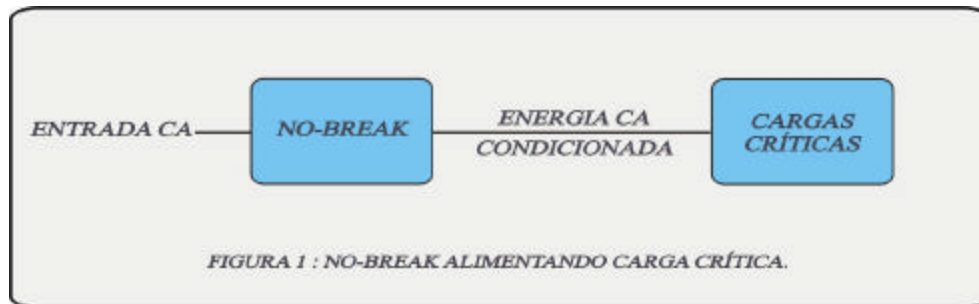 ENTRADA CA
NO-BREAK
ENERGIA CA
CONDICIONADA
CARGAS
CRÍTICAS
FIGURA 1 : NO-BREAK ALIMENTANDO CARGA CRÍTICA.